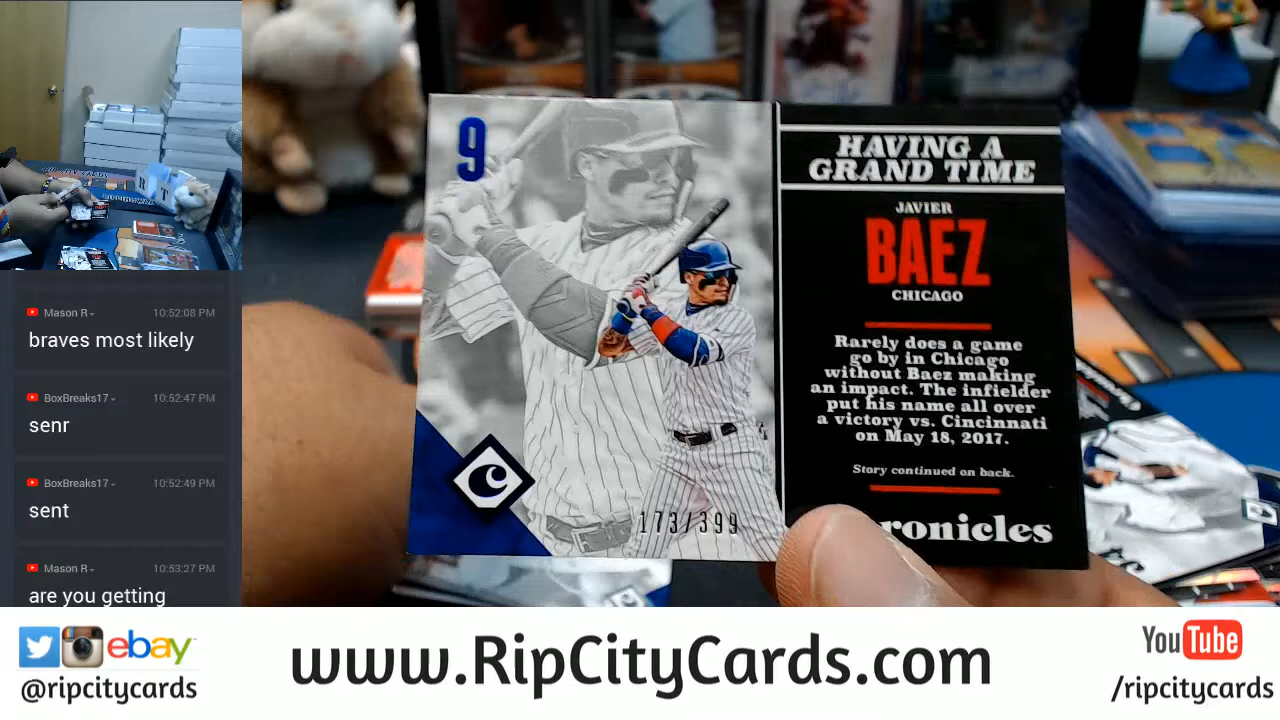 Mason R
10:52:08 PM
braves most likely
BoxBreaks17
10:52:47 PM
senr
BoxBreaks17
10:52:49 PM
sent
Mason R
10:53:27 PM
are you getting
9
C
173/399
HAVING A
GRAND TIME
JAVIER
BAEZ
CHICAGO
Rarely does a game
go by in Chicago
without Baez making
an impact. The infielder
put his name all over
a victory vs. Cincinnati
on May 18, 2017.
Story continued on back.
ronicles
ebay
@ripcitycards
www.RipCityCards.com
YouTube
/ripcitycards